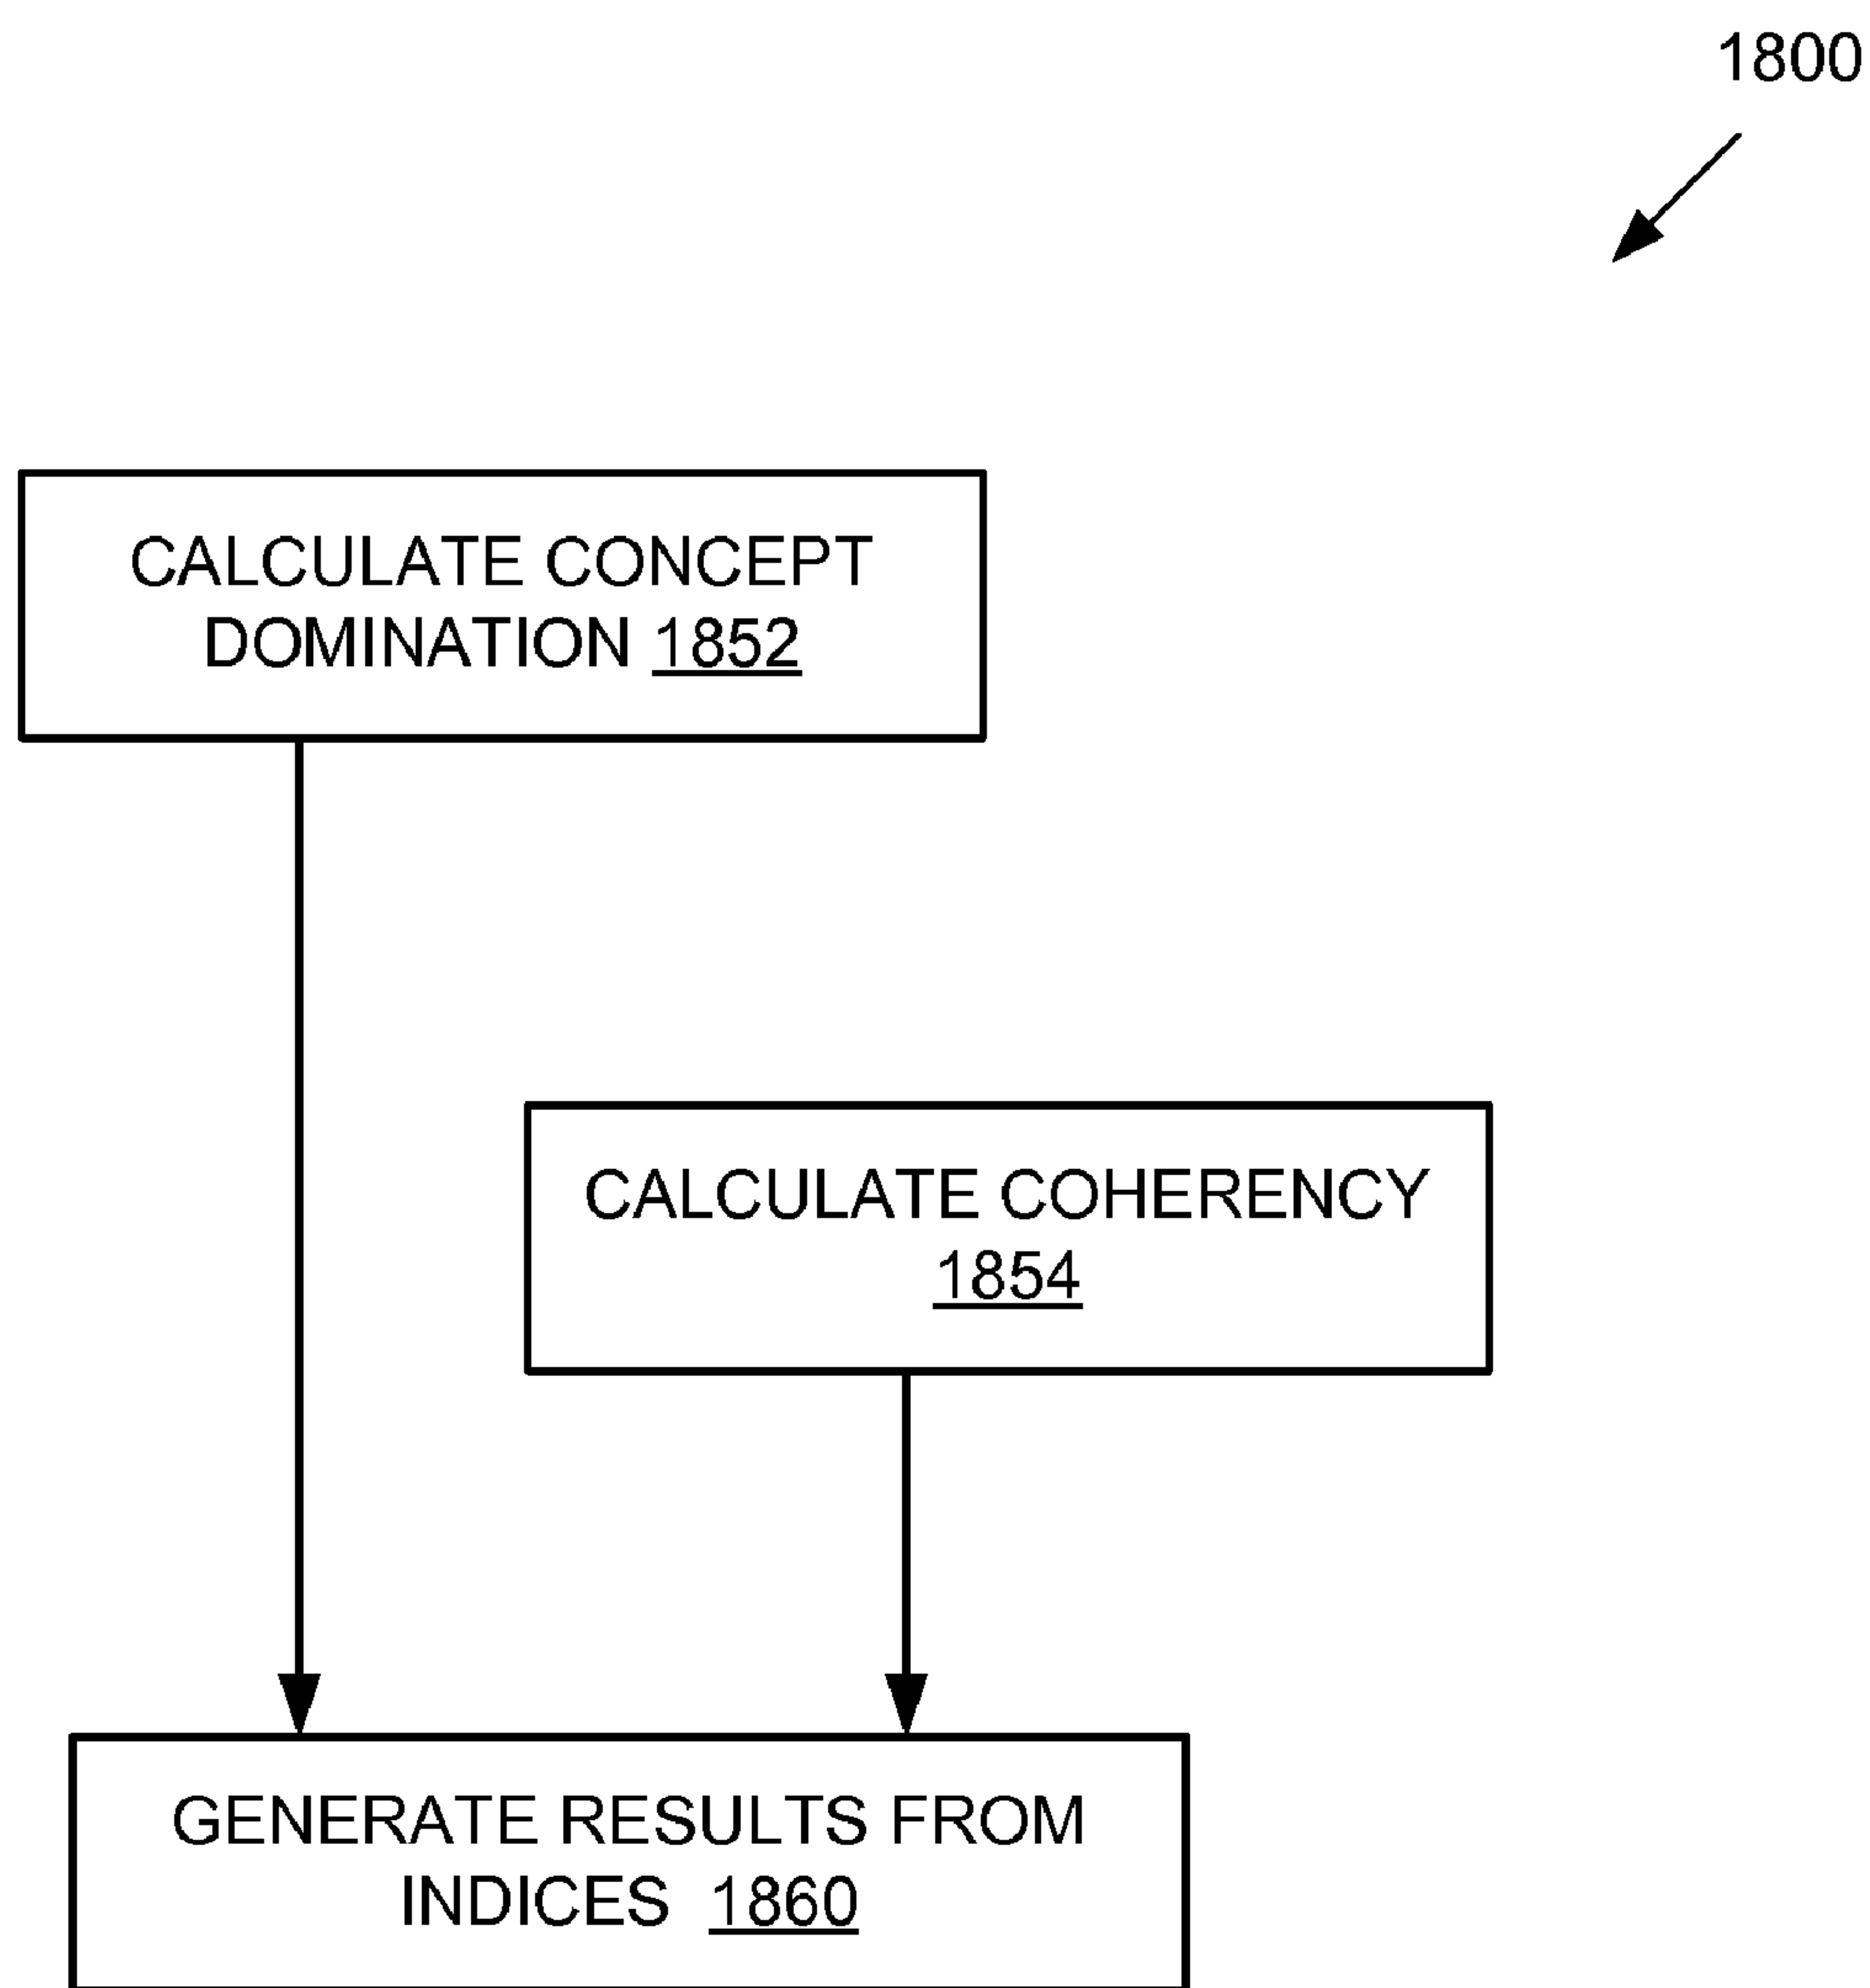 1800
CALCULATE CONCEPT
DOMINATION 1852
CALCULATE COHERENCY
1854
GENERATE RESULTS FROM
INDICES 1860